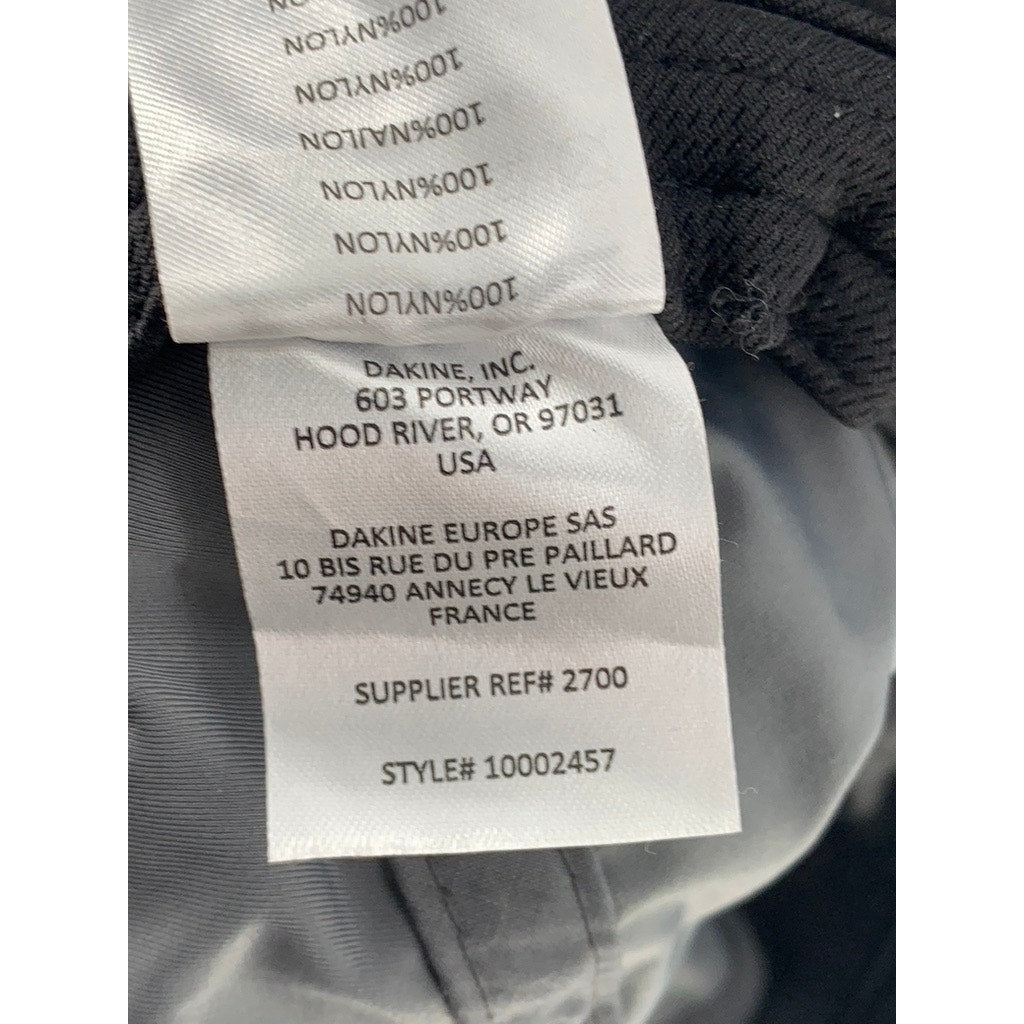 100%NYLON
100%NYLON
100%NYLON
100%NAJLON
100%NYLON
100%NYLON
DAKINE, INC.
603 PORTWAY
HOOD RIVER, OR 97031
USA
DAKINE EUROPE SAS
10 BIS RUE DU PRE PAILLARD
74940 ANNECY LE VIEUX
FRANCE
SUPPLIER REF# 2700
STYLE# 10002457